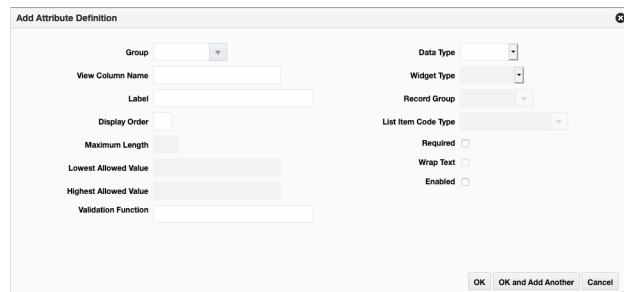 Add Attribute Definition
Group
View Column Name
Label
Display Order
Maximum Length
Lowest Allowed Value
Highest Allowed Value
Validation Function
Data Type
Widget Type
Record Group
List Item Code Type
Required
Wrap Text
Enabled
OK
OK and Add Another
Cancel